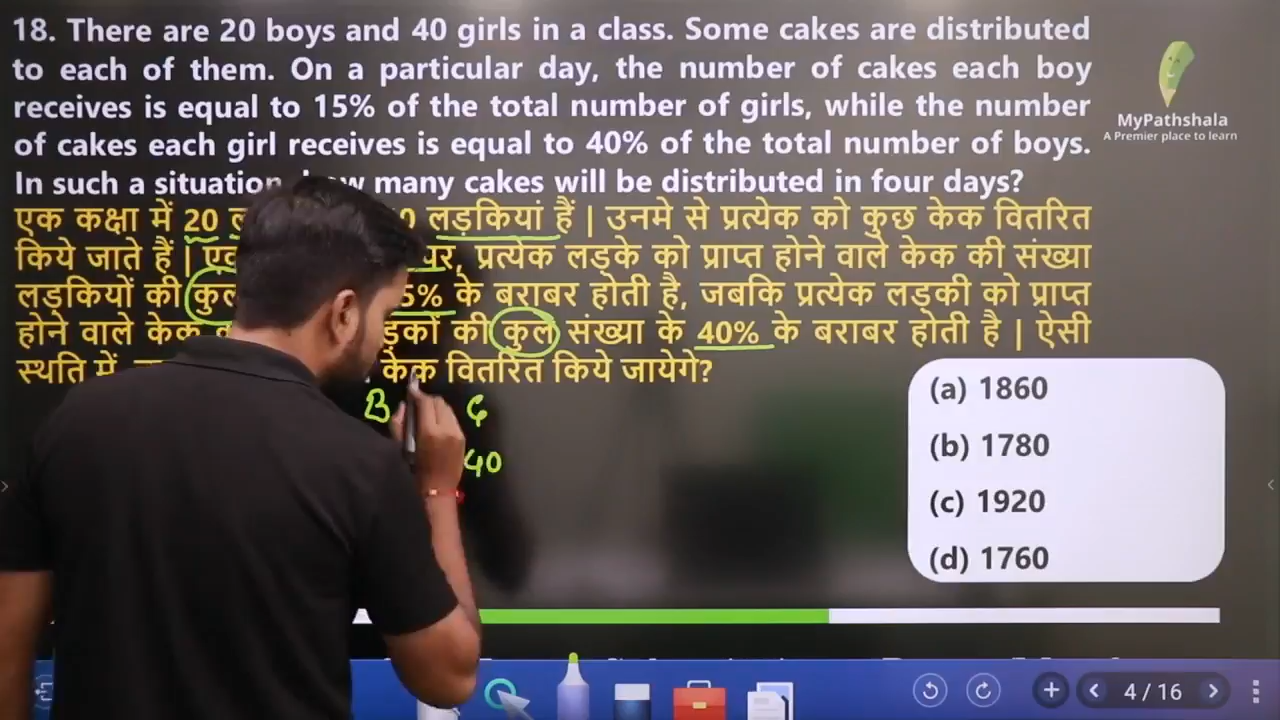 18. There are 20 boys and 40 girls in a class. Some cakes are distributed
to each of them. On a particular day, the number of cakes each boy
receives is equal to 15% of the total number of girls, while the number
of cakes each girl receives is equal to 40% of the total number of boys.
In such a situation many cakes will be distributed in four days?
एक कक्षा में 20 लड़कियां हैं | उनमे से प्रत्येक को कुछ केक वितरित
किये जाते हैं | पर, प्रत्येक लड़के को प्राप्त होने वाले केक की संख्या
लड़कियों की 5% के बराबर होती है, जबकि प्रत्येक लड़की को प्राप्त
होने वाले केक की कुल संख्या के 40% के बराबर होती है | ऐसी
स्थति में केक वितरित किये जायेगे?
B G
40
(a) 1860
(b) 1780
(c) 1920
(d) 1760
MyPathshala
A Premier place to learn
4 / 16